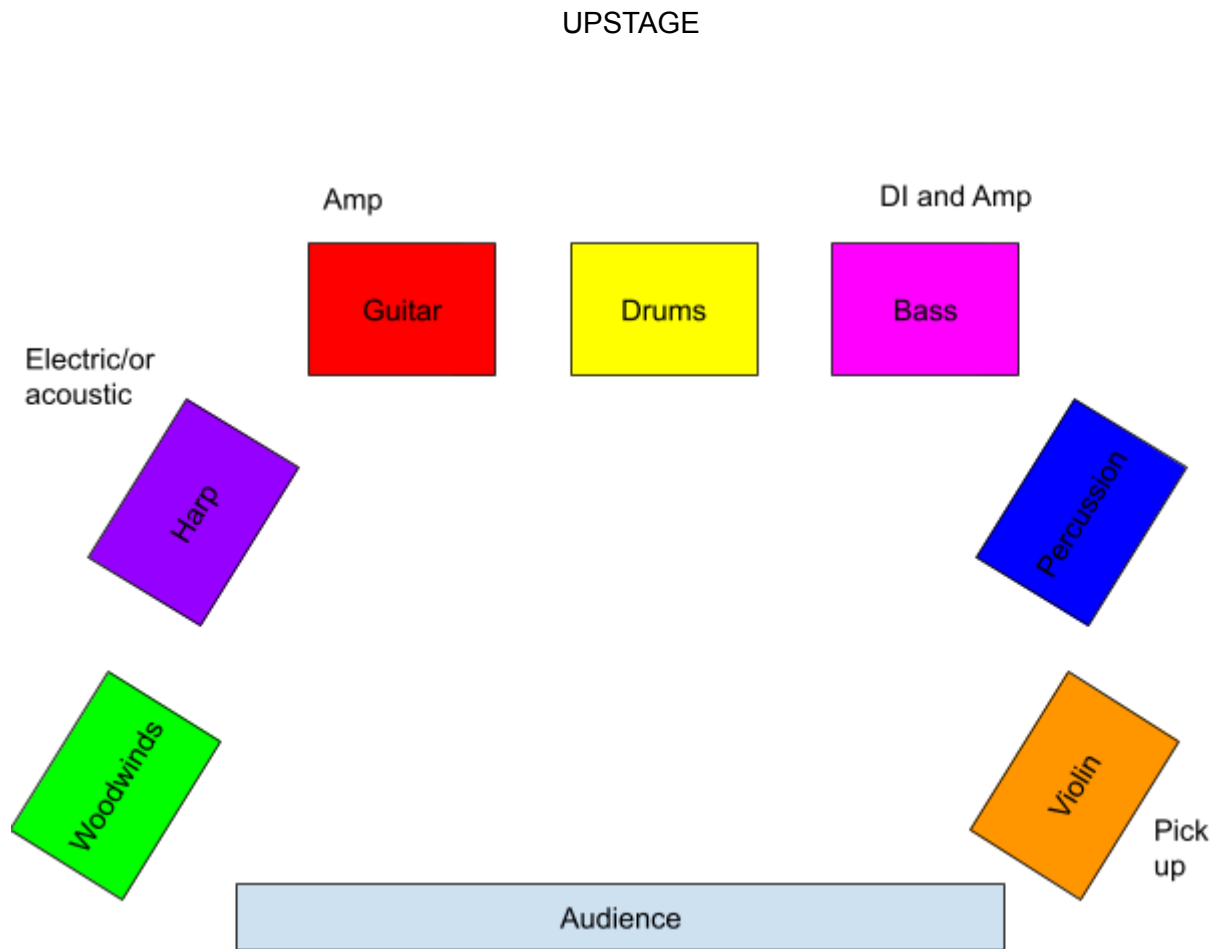 UPSTAGE
Amp
DI and Amp
Guitar
Drums
Bass
Electric/or
acoustic
Harp
Percussion
Woodwinds
Violin
Pick
up
Audience